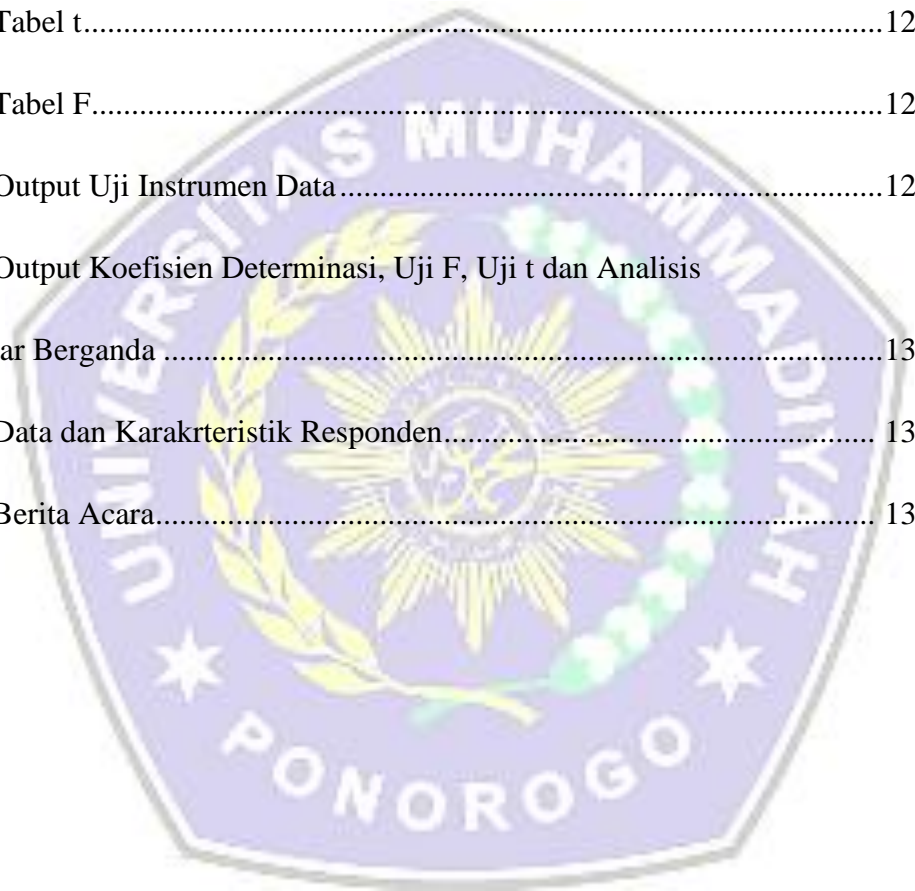 Tabel t........................................................................................12
Tabel F.......................................................................................12
Output Uji Instrumen Data........................................................12
Output Koefisien Determinasi, Uji F, Uji t dan Analisis
ar Berganda ...............................................................................13
Data dan Karakrteristik Responden............................................... 13
Berita Acara............................................................................... 13
UNIVERSITAS MUHAMMADIYAH
PONOROGO